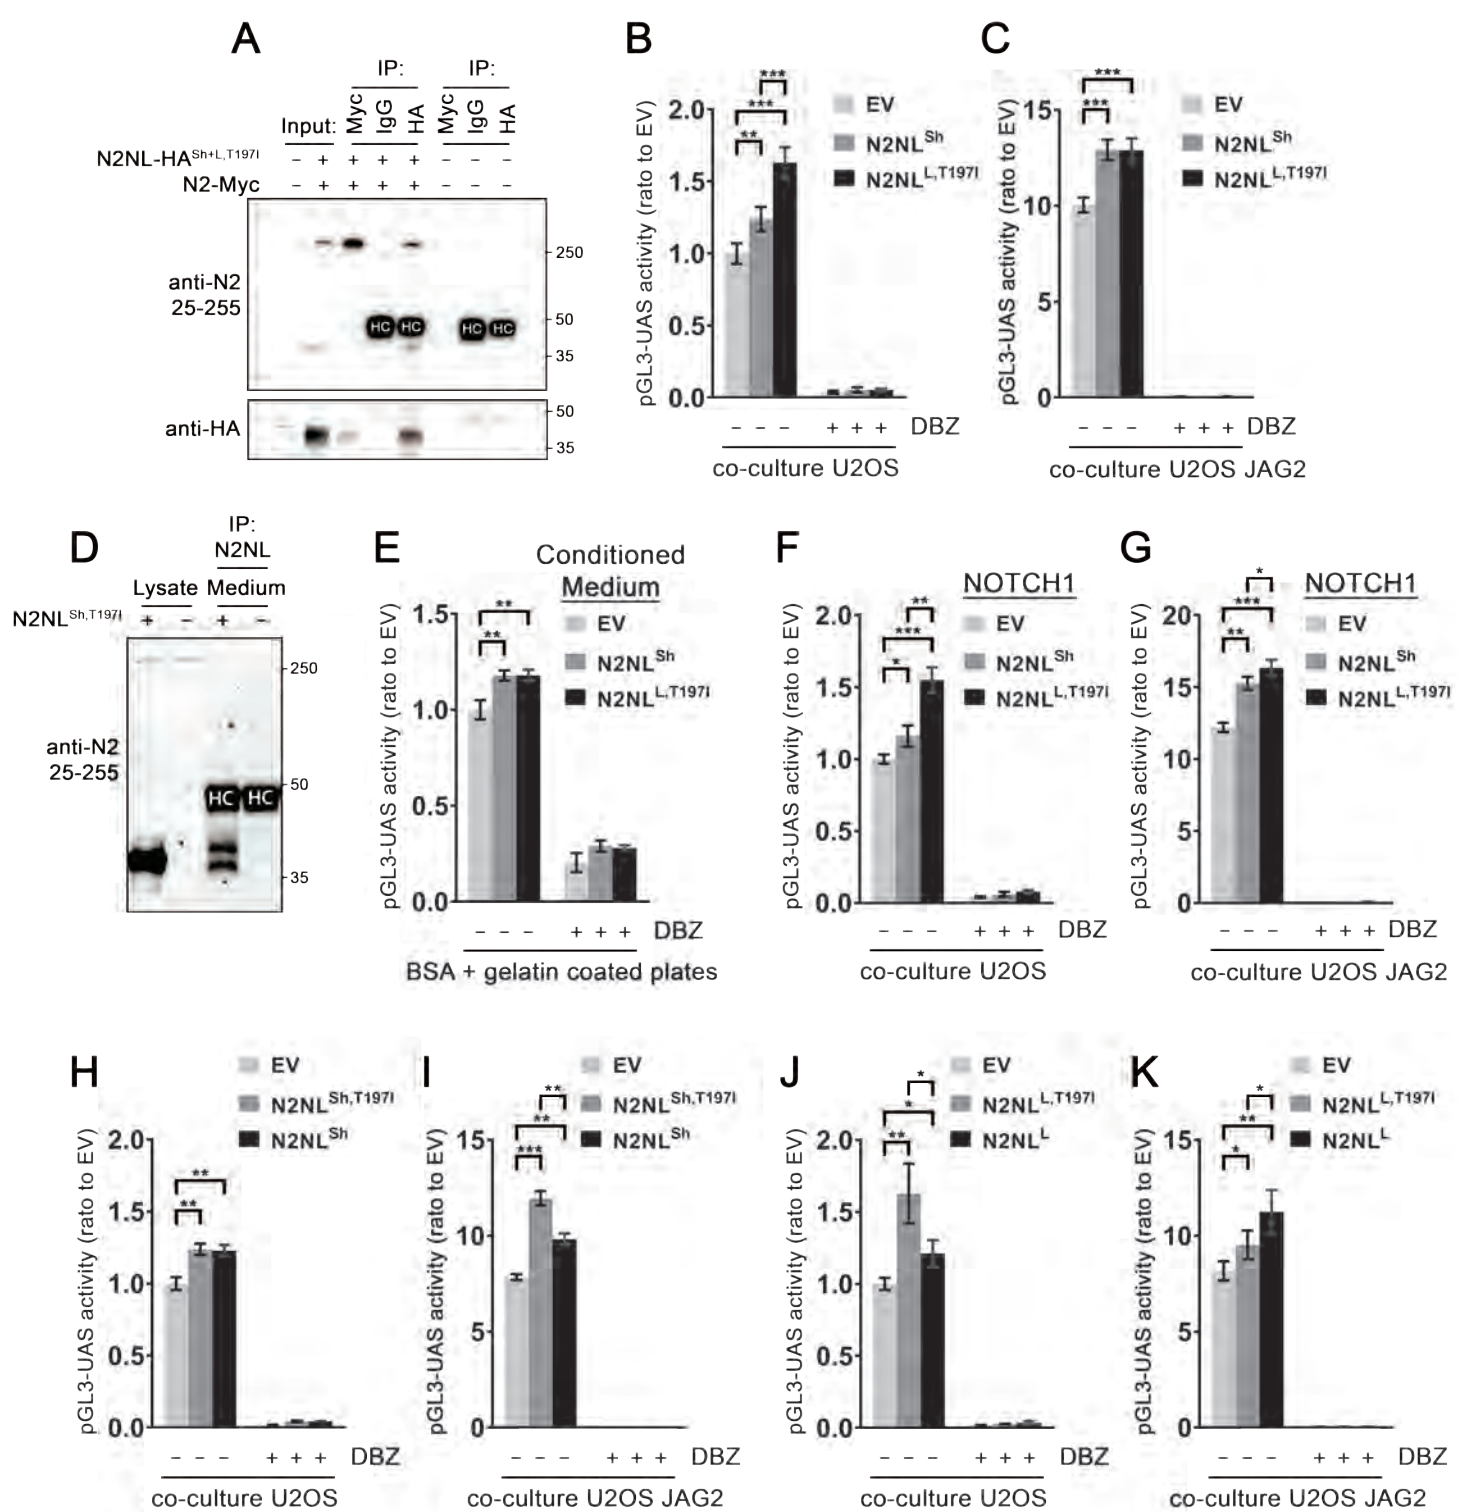 A
IP: IP:
Input: Myc IgG HA Myc IgG HA
N2NL-HA^Sh+L,T197I - + + + + - - -
N2-Myc - + + + + - - -
anti-N2
25-255
250
HC HC HC HC
50
35
anti-HA
50
35
B
***
***
**
EV
N2NL^Sh
N2NL^L,T197I
pGL3-UAS activity (rato to EV)
2.0
1.5
1.0
0.5
0.0
- - - + + + DBZ
co-culture U2OS
C
***
***
EV
N2NL^Sh
N2NL^L,T197I
pGL3-UAS activity (rato to EV)
15
10
5
0
- - - + + + DBZ
co-culture U2OS JAG2
D
IP:
N2NL
Lysate Medium
N2NL^Sh,T197I + - + -
anti-N2
25-255
250
50
HC HC
35
E
Conditioned
Medium
**
**
EV
N2NL^Sh
N2NL^L,T197I
pGL3-UAS activity (rato to EV)
1.5
1.0
0.5
0.0
- - - + + + DBZ
BSA + gelatin coated plates
F
NOTCH1
**
***
*
EV
N2NL^Sh
N2NL^L,T197I
pGL3-UAS activity (rato to EV)
2.0
1.5
1.0
0.5
0.0
- - - + + + DBZ
co-culture U2OS
G
NOTCH1
*
***
**
EV
N2NL^Sh
N2NL^L,T197I
pGL3-UAS activity (rato to EV)
20
15
10
5
0
- - - + + + DBZ
co-culture U2OS JAG2
H
EV
N2NL^Sh,T197I
N2NL^Sh
**
**
pGL3-UAS activity (rato to EV)
2.0
1.5
1.0
0.5
0.0
- - - + + + DBZ
co-culture U2OS
I
EV
N2NL^Sh,T197I
N2NL^Sh
**
**
***
pGL3-UAS activity (rato to EV)
15
10
5
0
- - - + + + DBZ
co-culture U2OS JAG2
J
EV
N2NL^L,T197I
N2NL^L
*
*
**
pGL3-UAS activity (rato to EV)
2.0
1.5
1.0
0.5
0.0
- - - + + + DBZ
co-culture U2OS
K
EV
N2NL^L,T197I
N2NL^L
*
**
*
pGL3-UAS activity (rato to EV)
15
10
5
0
- - - + + + DBZ
co-culture U2OS JAG2